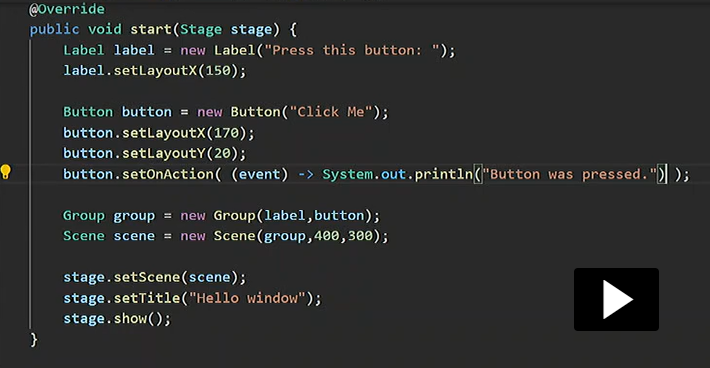 @Override
public void start(Stage stage) {
Label label = new Label("Press this button: ");
label.setLayoutX(150);
Button button = new Button("Click Me");
button.setLayoutX(170);
button.setLayoutY(20);
button.setOnAction( (event) -> System.out.println("Button was pressed.") );
Group group = new Group(label,button);
Scene scene = new Scene(group,400,300);
stage.setScene(scene);
stage.setTitle("Hello window");
stage.show();
}